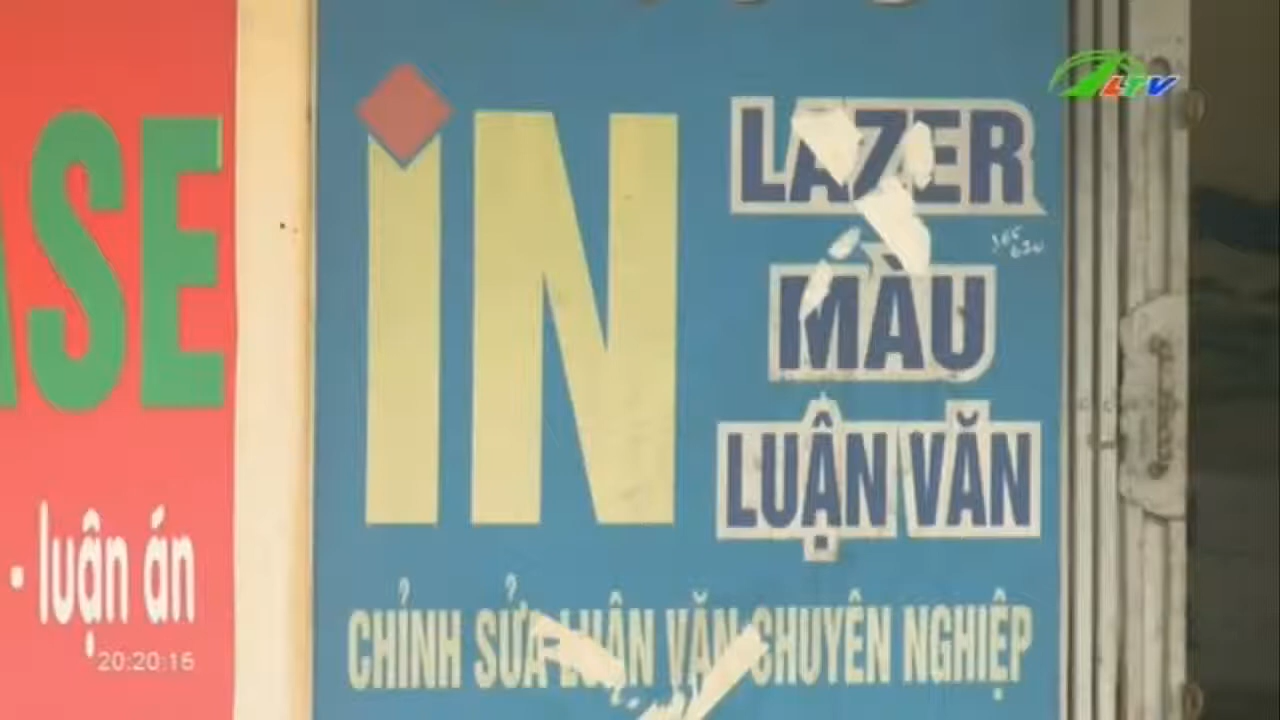 LTV
ASE
- luận án
20:20:16
iN
LAZER
MÀU
LUẬN VĂN
CHỈNH SỬA LUẬN VĂN CHUYÊN NGHIỆP